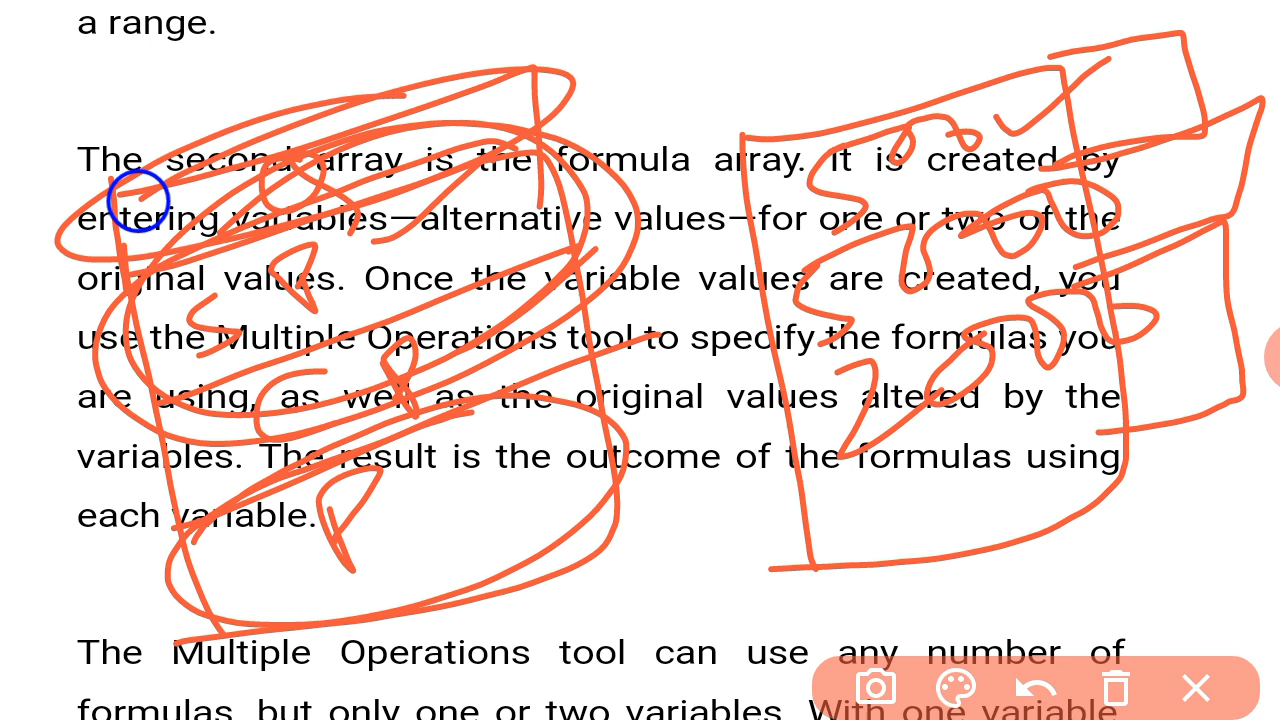 a range.
The second array is the formula array. It is created by
entering variables—alternative values—for one or two of the
original values. Once the variable values are created, you
use the Multiple Operations tool to specify the formulas you
are using, as well as the original values altered by the
variables. The result is the outcome of the formulas using
each variable.
The Multiple Operations tool can use any number of
formulas, but only one or two variables. With one variable